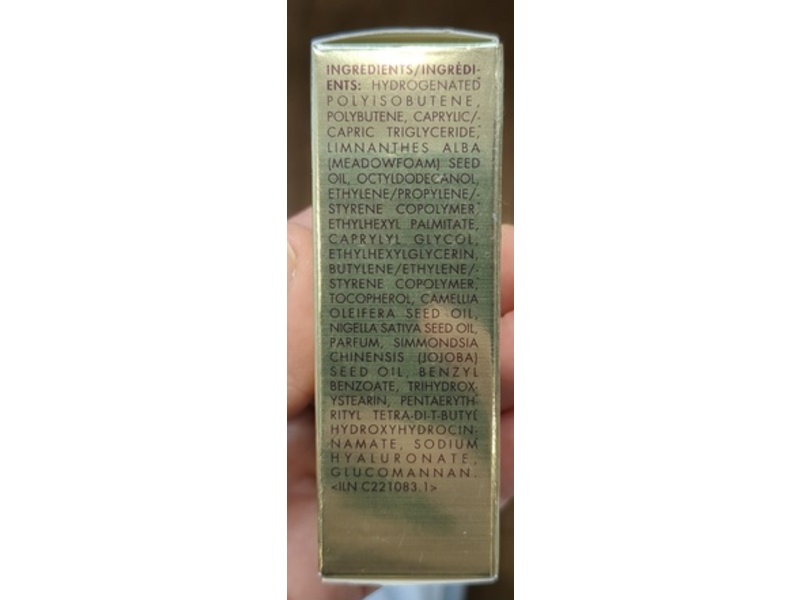 INGREDIENTS/INGRÉDI-
ENTS: HYDROGENATED
POLYISOBUTENE,
POLYBUTENE, CAPRYLIC/-
CAPRIC TRIGLYCERIDE,
LIMNANTHES ALBA
(MEADOWFOAM) SEED
OIL, OCTYLDODECANOL,
ETHYLENE/PROPYLENE/-
STYRENE COPOLYMER,
ETHYLHEXYL PALMITATE,
CAPRYLYL GLYCOL,
ETHYLHEXYLGLYCERIN,
BUTYLENE/ETHYLENE/-
STYRENE COPOLYMER,
TOCOPHEROL, CAMELLIA
OLEIFERA SEED OIL,
NIGELLA SATIVA SEED OIL,
PARFUM, SIMMONDSIA
CHINENSIS (JOJOBA)
SEED OIL, BENZYL
BENZOATE, TRIHYDROX-
YSTEARIN, PENTAERYTH-
RITYL TETRA-DI-T-BUTYL
HYDROXYHYDROCIN-
NAMATE, SODIUM
HYALURONATE,
GLUCOMANNAN.
<ILN C221083.1>